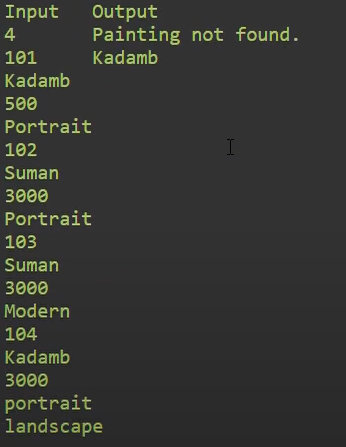 Input Output
4 Painting not found.
101 Kadamb
Kadamb
500
Portrait
102
Suman
3000
Portrait
103
Suman
3000
Modern
104
Kadamb
3000
portrait
landscape